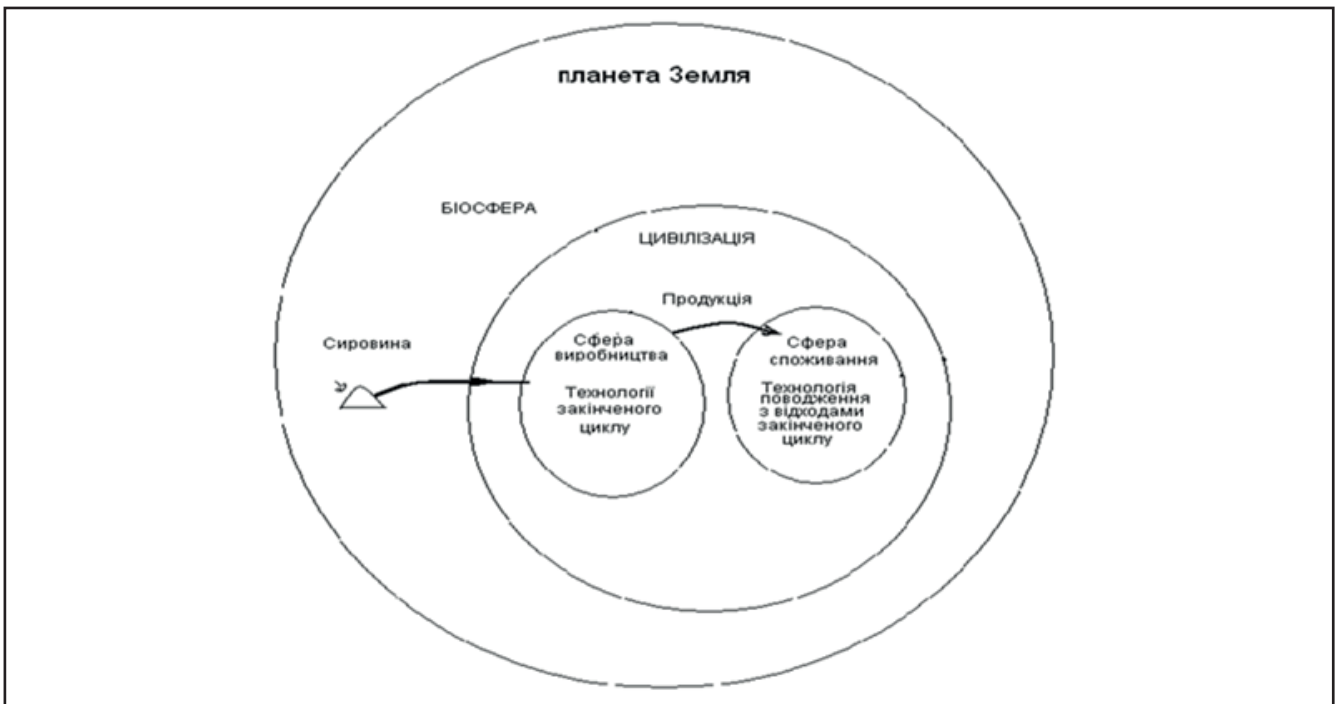 планета Земля
БІОСФЕРА
ЦИВІЛІЗАЦІЯ
Продукція
Сировина
Сфера
виробництва
Технології
закінченого
циклу
Сфера
споживання
Технологія
поводження
з відходами
закінченого
циклу